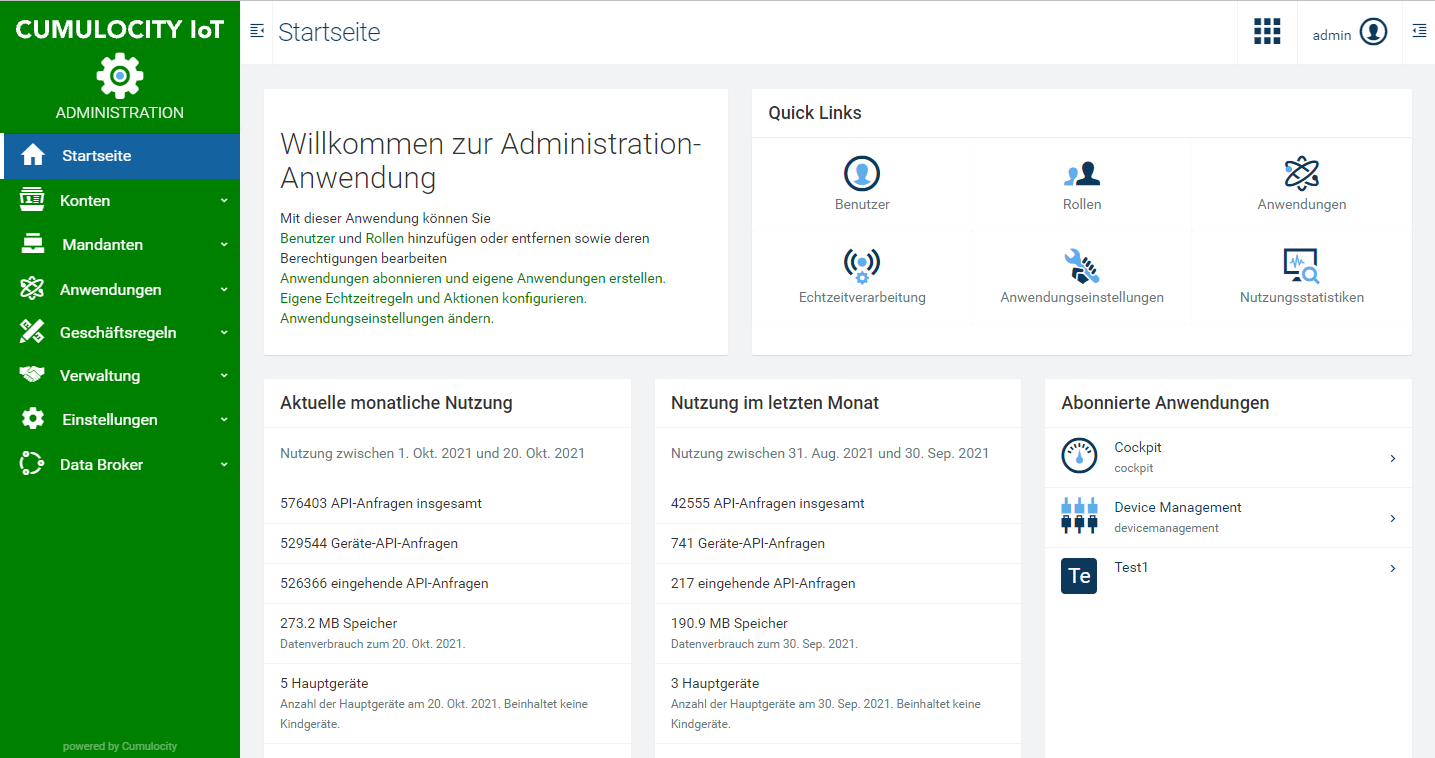 CUMULOCITY IoT
ADMINISTRATION
Startseite
Konten
Mandanten
Anwendungen
Geschäftsregeln
Verwaltung
Einstellungen
Data Broker
powered by Cumulocity
Startseite
admin
Willkommen zur Administration-
Anwendung
Mit dieser Anwendung können Sie
Benutzer und Rollen hinzufügen oder entfernen sowie deren
Berechtigungen bearbeiten
Anwendungen abonnieren und eigene Anwendungen erstellen.
Eigene Echtzeitregeln und Aktionen konfigurieren.
Anwendungseinstellungen ändern.
Quick Links
Benutzer
Rollen
Anwendungen
Echtzeitverarbeitung
Anwendungseinstellungen
Nutzungsstatistiken
Aktuelle monatliche Nutzung
Nutzung zwischen 1. Okt. 2021 und 20. Okt. 2021
576403 API-Anfragen insgesamt
529544 Geräte-API-Anfragen
526366 eingehende API-Anfragen
273.2 MB Speicher
Datenverbrauch zum 20. Okt. 2021.
5 Hauptgeräte
Anzahl der Hauptgeräte am 20. Okt. 2021. Beinhaltet keine
Kindgeräte.
Nutzung im letzten Monat
Nutzung zwischen 31. Aug. 2021 und 30. Sep. 2021
42555 API-Anfragen insgesamt
741 Geräte-API-Anfragen
217 eingehende API-Anfragen
190.9 MB Speicher
Datenverbrauch zum 30. Sep. 2021.
3 Hauptgeräte
Anzahl der Hauptgeräte am 30. Sep. 2021. Beinhaltet keine
Kindgeräte.
Abonnierte Anwendungen
Cockpit
cockpit
Device Management
devicemanagement
Te
Test1